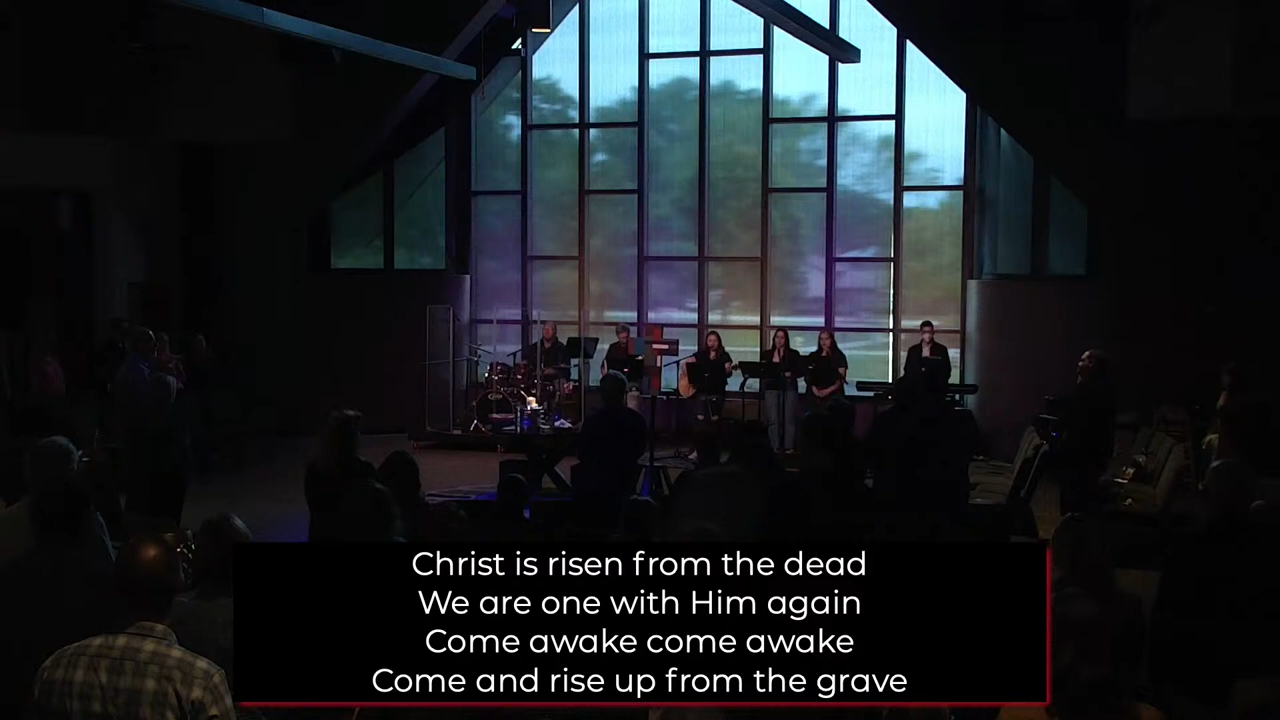 Christ is risen from the dead
We are one with Him again
Come awake come awake
Come and rise up from the grave